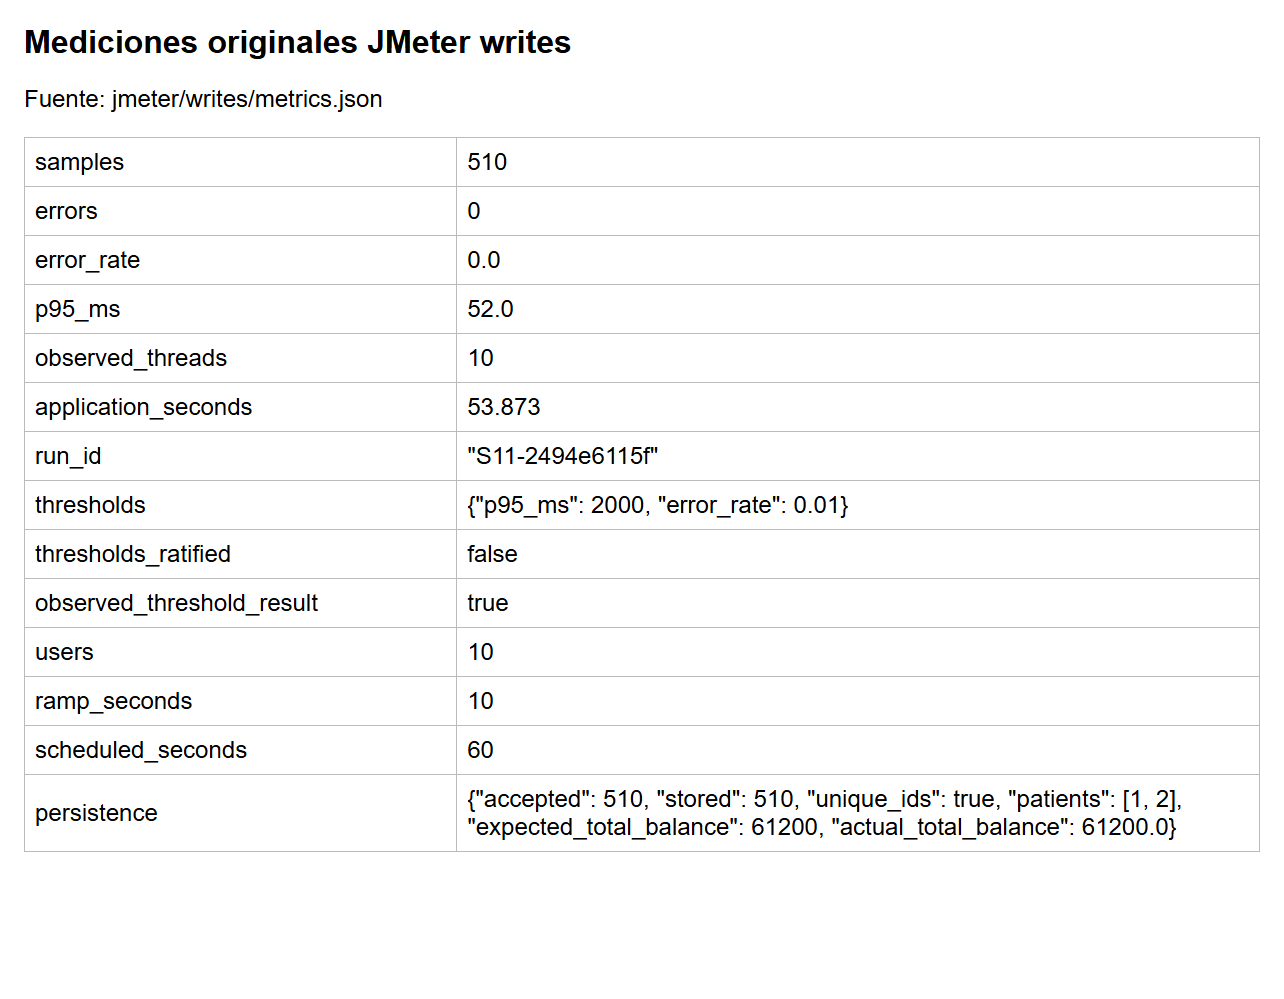 Mediciones originales JMeter writes
Fuente: jmeter/writes/metrics.json
samples 510
errors 0
error_rate 0.0
p95_ms 52.0
observed_threads 10
application_seconds 53.873
run_id "S11-2494e6115f"
thresholds {"p95_ms": 2000, "error_rate": 0.01}
thresholds_ratified false
observed_threshold_result true
users 10
ramp_seconds 10
scheduled_seconds 60
persistence {"accepted": 510, "stored": 510, "unique_ids": true, "patients": [1, 2],
"expected_total_balance": 61200, "actual_total_balance": 61200.0}